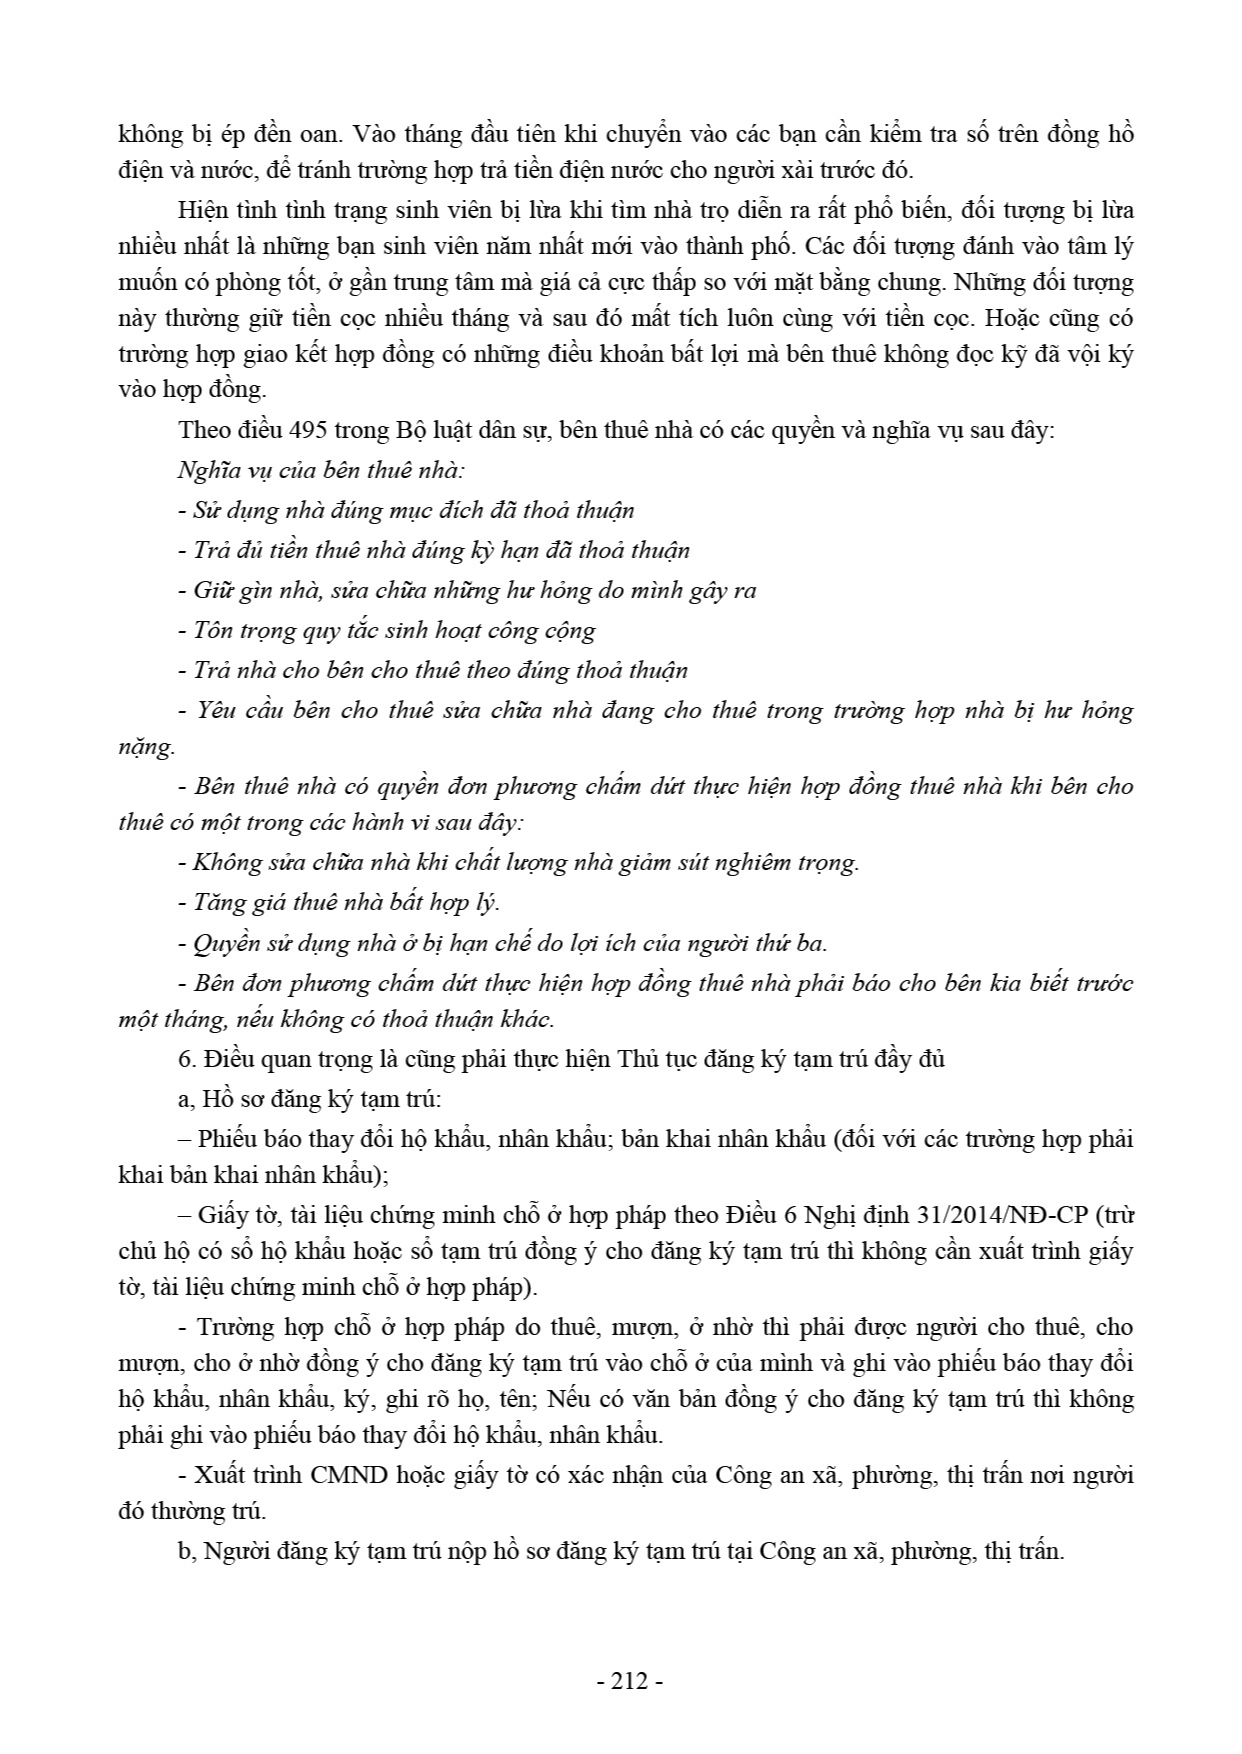 không bị ép đền oan. Vào tháng đầu tiên khi chuyển vào các bạn cần kiểm tra số trên đồng hồ
điện và nước, để tránh trường hợp trả tiền điện nước cho người xài trước đó.
Hiện tình tình trạng sinh viên bị lừa khi tìm nhà trọ diễn ra rất phổ biến, đối tượng bị lừa
nhiều nhất là những bạn sinh viên năm nhất mới vào thành phố. Các đối tượng đánh vào tâm lý
muốn có phòng tốt, ở gần trung tâm mà giá cả cực thấp so với mặt bằng chung. Những đối tượng
này thường giữ tiền cọc nhiều tháng và sau đó mất tích luôn cùng với tiền cọc. Hoặc cũng có
trường hợp giao kết hợp đồng có những điều khoản bất lợi mà bên thuê không đọc kỹ đã vội ký
vào hợp đồng.
Theo điều 495 trong Bộ luật dân sự, bên thuê nhà có các quyền và nghĩa vụ sau đây:
Nghĩa vụ của bên thuê nhà:
- Sử dụng nhà đúng mục đích đã thoả thuận
- Trả đủ tiền thuê nhà đúng kỳ hạn đã thoả thuận
- Giữ gìn nhà, sửa chữa những hư hỏng do mình gây ra
- Tôn trọng quy tắc sinh hoạt công cộng
- Trả nhà cho bên cho thuê theo đúng thoả thuận
- Yêu cầu bên cho thuê sửa chữa nhà đang cho thuê trong trường hợp nhà bị hư hỏng
nặng.
- Bên thuê nhà có quyền đơn phương chấm dứt thực hiện hợp đồng thuê nhà khi bên cho
thuê có một trong các hành vi sau đây:
- Không sửa chữa nhà khi chất lượng nhà giảm sút nghiêm trọng.
- Tăng giá thuê nhà bất hợp lý.
- Quyền sử dụng nhà ở bị hạn chế do lợi ích của người thứ ba.
- Bên đơn phương chấm dứt thực hiện hợp đồng thuê nhà phải báo cho bên kia biết trước
một tháng, nếu không có thoả thuận khác.
6. Điều quan trọng là cũng phải thực hiện Thủ tục đăng ký tạm trú đầy đủ
a, Hồ sơ đăng ký tạm trú:
– Phiếu báo thay đổi hộ khẩu, nhân khẩu; bản khai nhân khẩu (đối với các trường hợp phải
khai bản khai nhân khẩu);
– Giấy tờ, tài liệu chứng minh chỗ ở hợp pháp theo Điều 6 Nghị định 31/2014/NĐ-CP (trừ
chủ hộ có sổ hộ khẩu hoặc sổ tạm trú đồng ý cho đăng ký tạm trú thì không cần xuất trình giấy
tờ, tài liệu chứng minh chỗ ở hợp pháp).
- Trường hợp chỗ ở hợp pháp do thuê, mượn, ở nhờ thì phải được người cho thuê, cho
mượn, cho ở nhờ đồng ý cho đăng ký tạm trú vào chỗ ở của mình và ghi vào phiếu báo thay đổi
hộ khẩu, nhân khẩu, ký, ghi rõ họ, tên; Nếu có văn bản đồng ý cho đăng ký tạm trú thì không
phải ghi vào phiếu báo thay đổi hộ khẩu, nhân khẩu.
- Xuất trình CMND hoặc giấy tờ có xác nhận của Công an xã, phường, thị trấn nơi người
đó thường trú.
b, Người đăng ký tạm trú nộp hồ sơ đăng ký tạm trú tại Công an xã, phường, thị trấn.
- 212 -